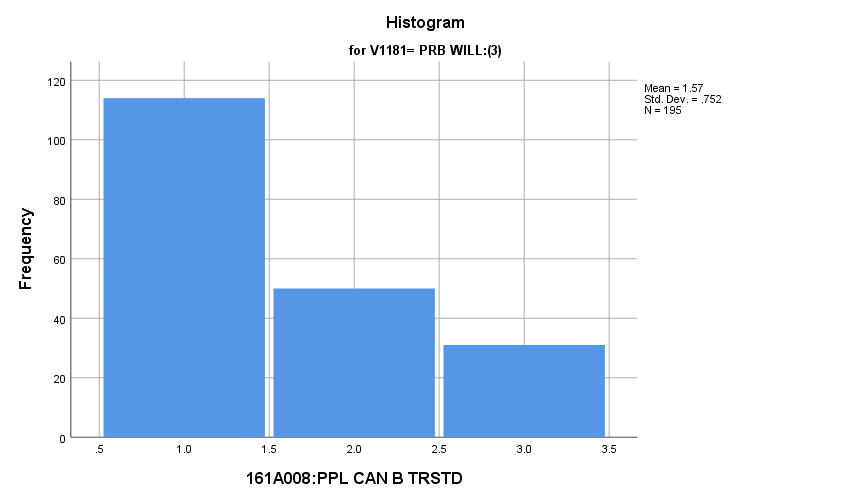 Histogram
for V1181= PRB WILL:(3)
Mean = 1.57
Std. Dev. = .752
N = 195
120
100
80
60
40
20
0
Frequency
.5 1.0 1.5 2.0 2.5 3.0 3.5
161A008:PPL CAN B TRSTD